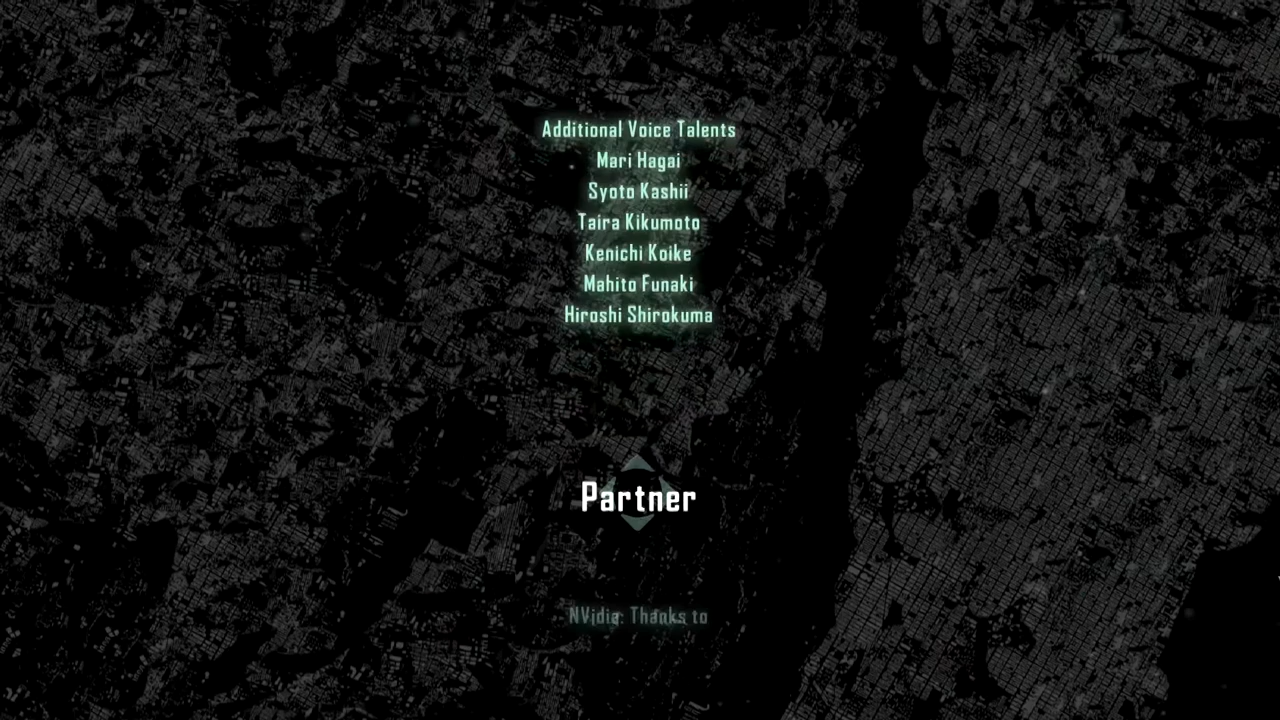 Additional Voice Talents
Mari Hagai
Syoto Kashii
Taira Kikumoto
Kenichi Koike
Mahito Funaki
Hiroshi Shirokuma
Partner
NVidia: Thanks to